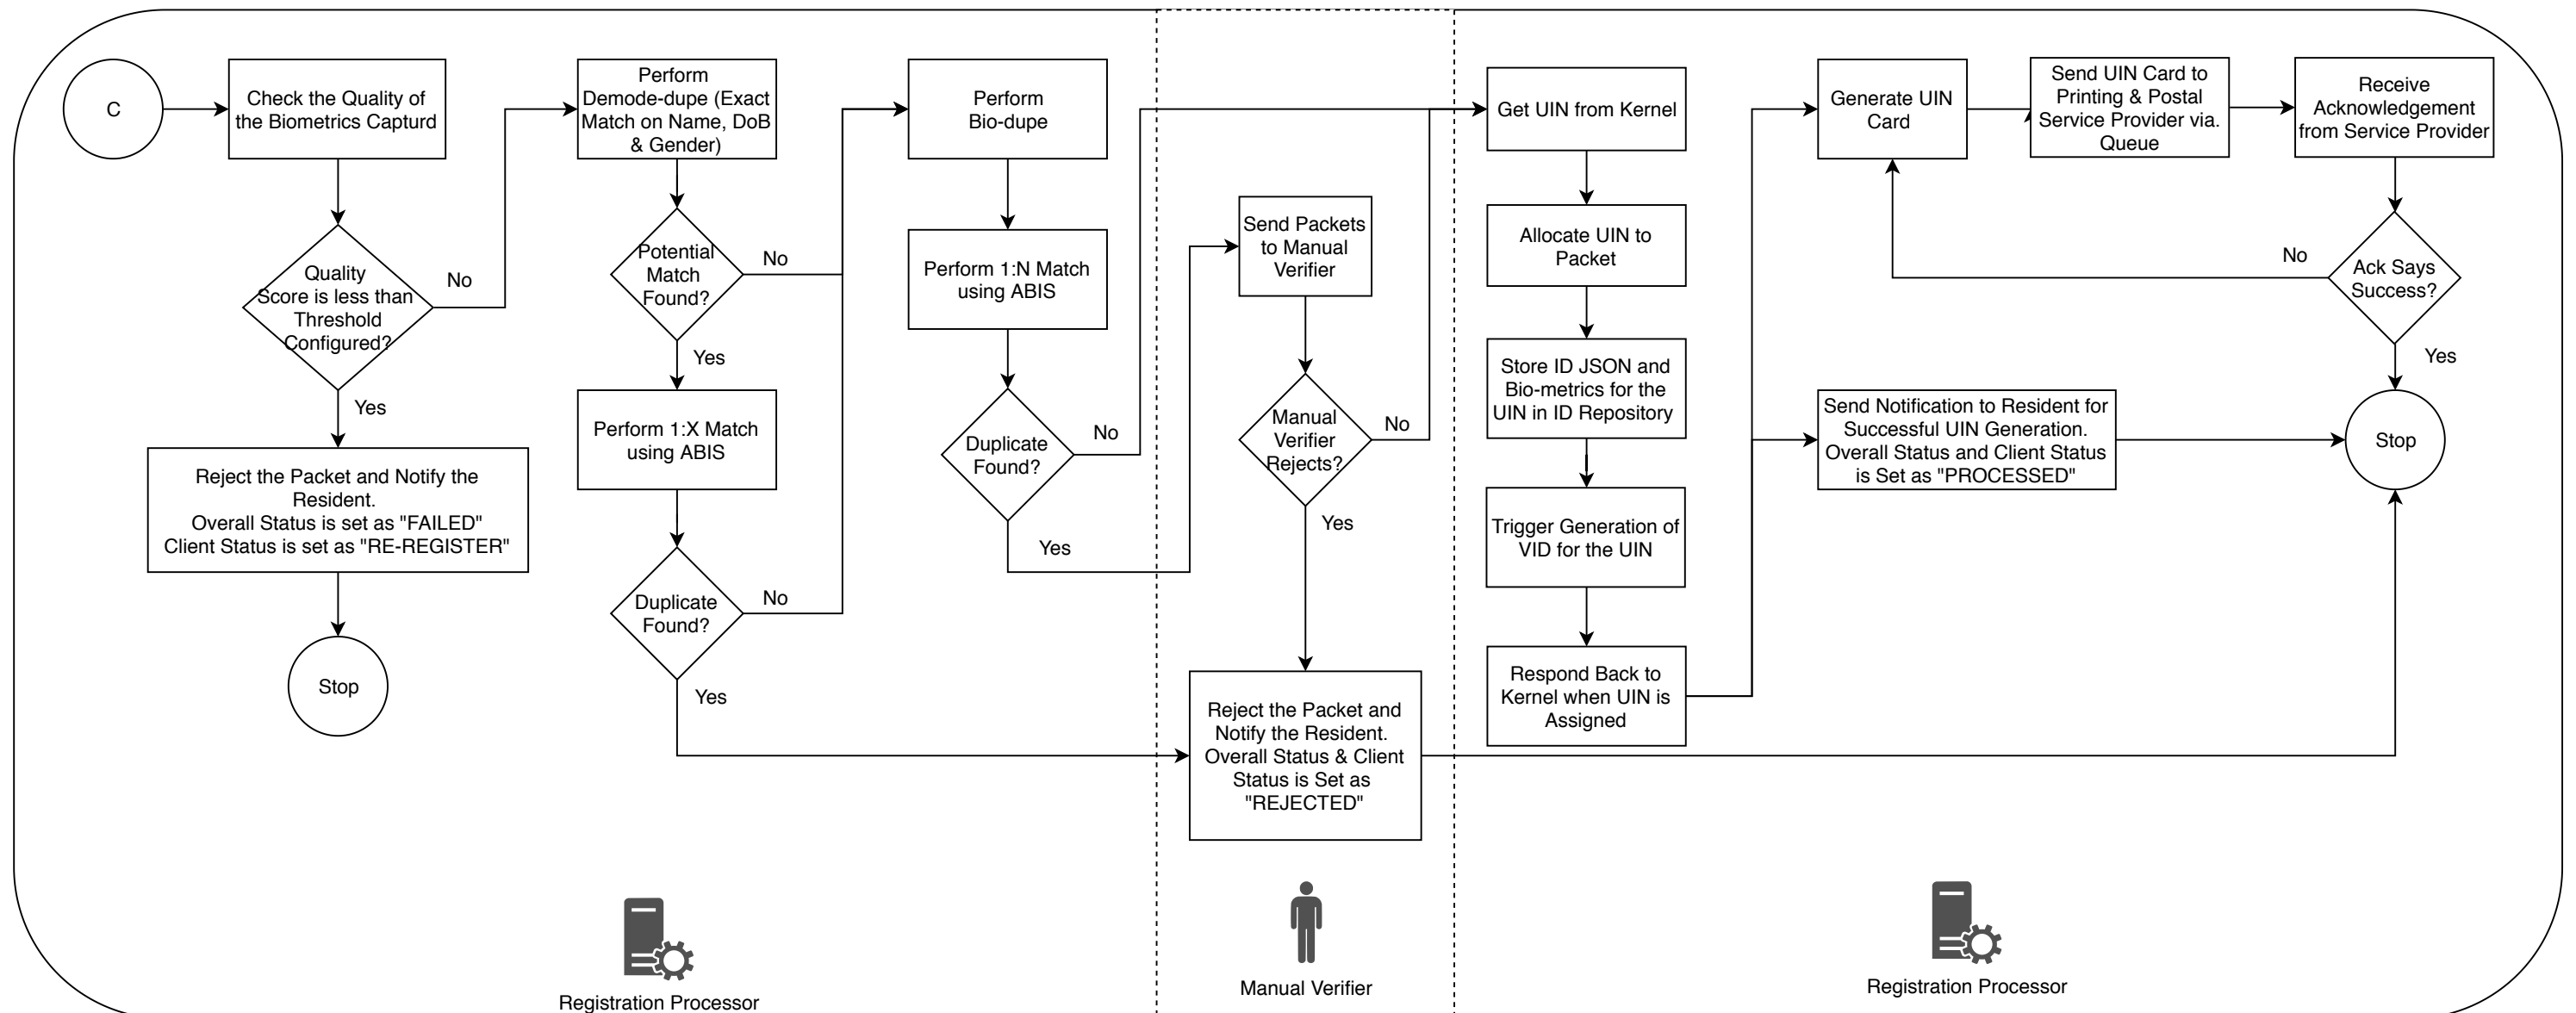 C
Check the Quality of
the Biometrics Capturd
Quality
Score is less than
Threshold
Configured?
No
Yes
Reject the Packet and Notify the
Resident.
Overall Status is set as "FAILED"
Client Status is set as "RE-REGISTER"
Stop
Perform
Demode-dupe (Exact
Match on Name, DoB
& Gender)
Potential
Match
Found?
No
Yes
Perform 1:X Match
using ABIS
Duplicate
Found?
No
Yes
Perform
Bio-dupe
Perform 1:N Match
using ABIS
Duplicate
Found?
No
Yes
Send Packets
to Manual
Verifier
Manual
Verifier
Rejects?
No
Yes
Reject the Packet and
Notify the Resident.
Overall Status & Client
Status is Set as
"REJECTED"
Get UIN from Kernel
Allocate UIN to
Packet
Store ID JSON and
Bio-metrics for the
UIN in ID Repository
Trigger Generation of
VID for the UIN
Respond Back to
Kernel when UIN is
Assigned
Generate UIN
Card
Send UIN Card to
Printing & Postal
Service Provider via.
Queue
Receive
Acknowledgement
from Service Provider
Ack Says
Success?
No
Yes
Send Notification to Resident for
Successful UIN Generation.
Overall Status and Client Status
is Set as "PROCESSED"
Stop
Registration Processor
Manual Verifier
Registration Processor